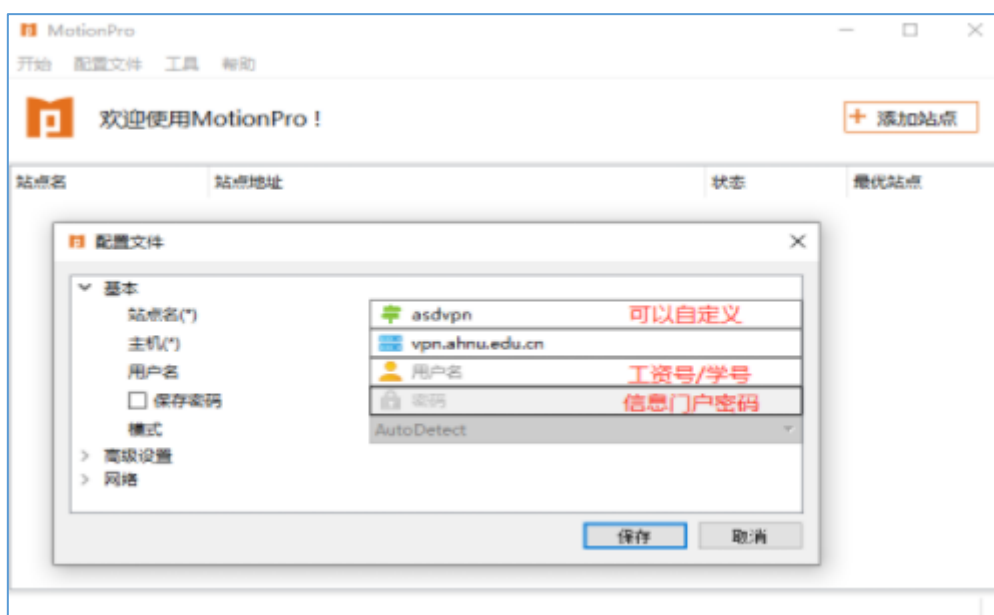 MotionPro
开始 配置文件 工具 帮助
欢迎使用MotionPro！
+ 添加站点
站点名 站点地址 状态 最优站点
配置文件
基本
站点名(*) asdvpn 可以自定义
主机(*) vpn.ahnu.edu.cn
用户名 用户名 工资号/学号
保存密码 密码 信息门户密码
模式 AutoDetect
高级设置
网络
保存 取消